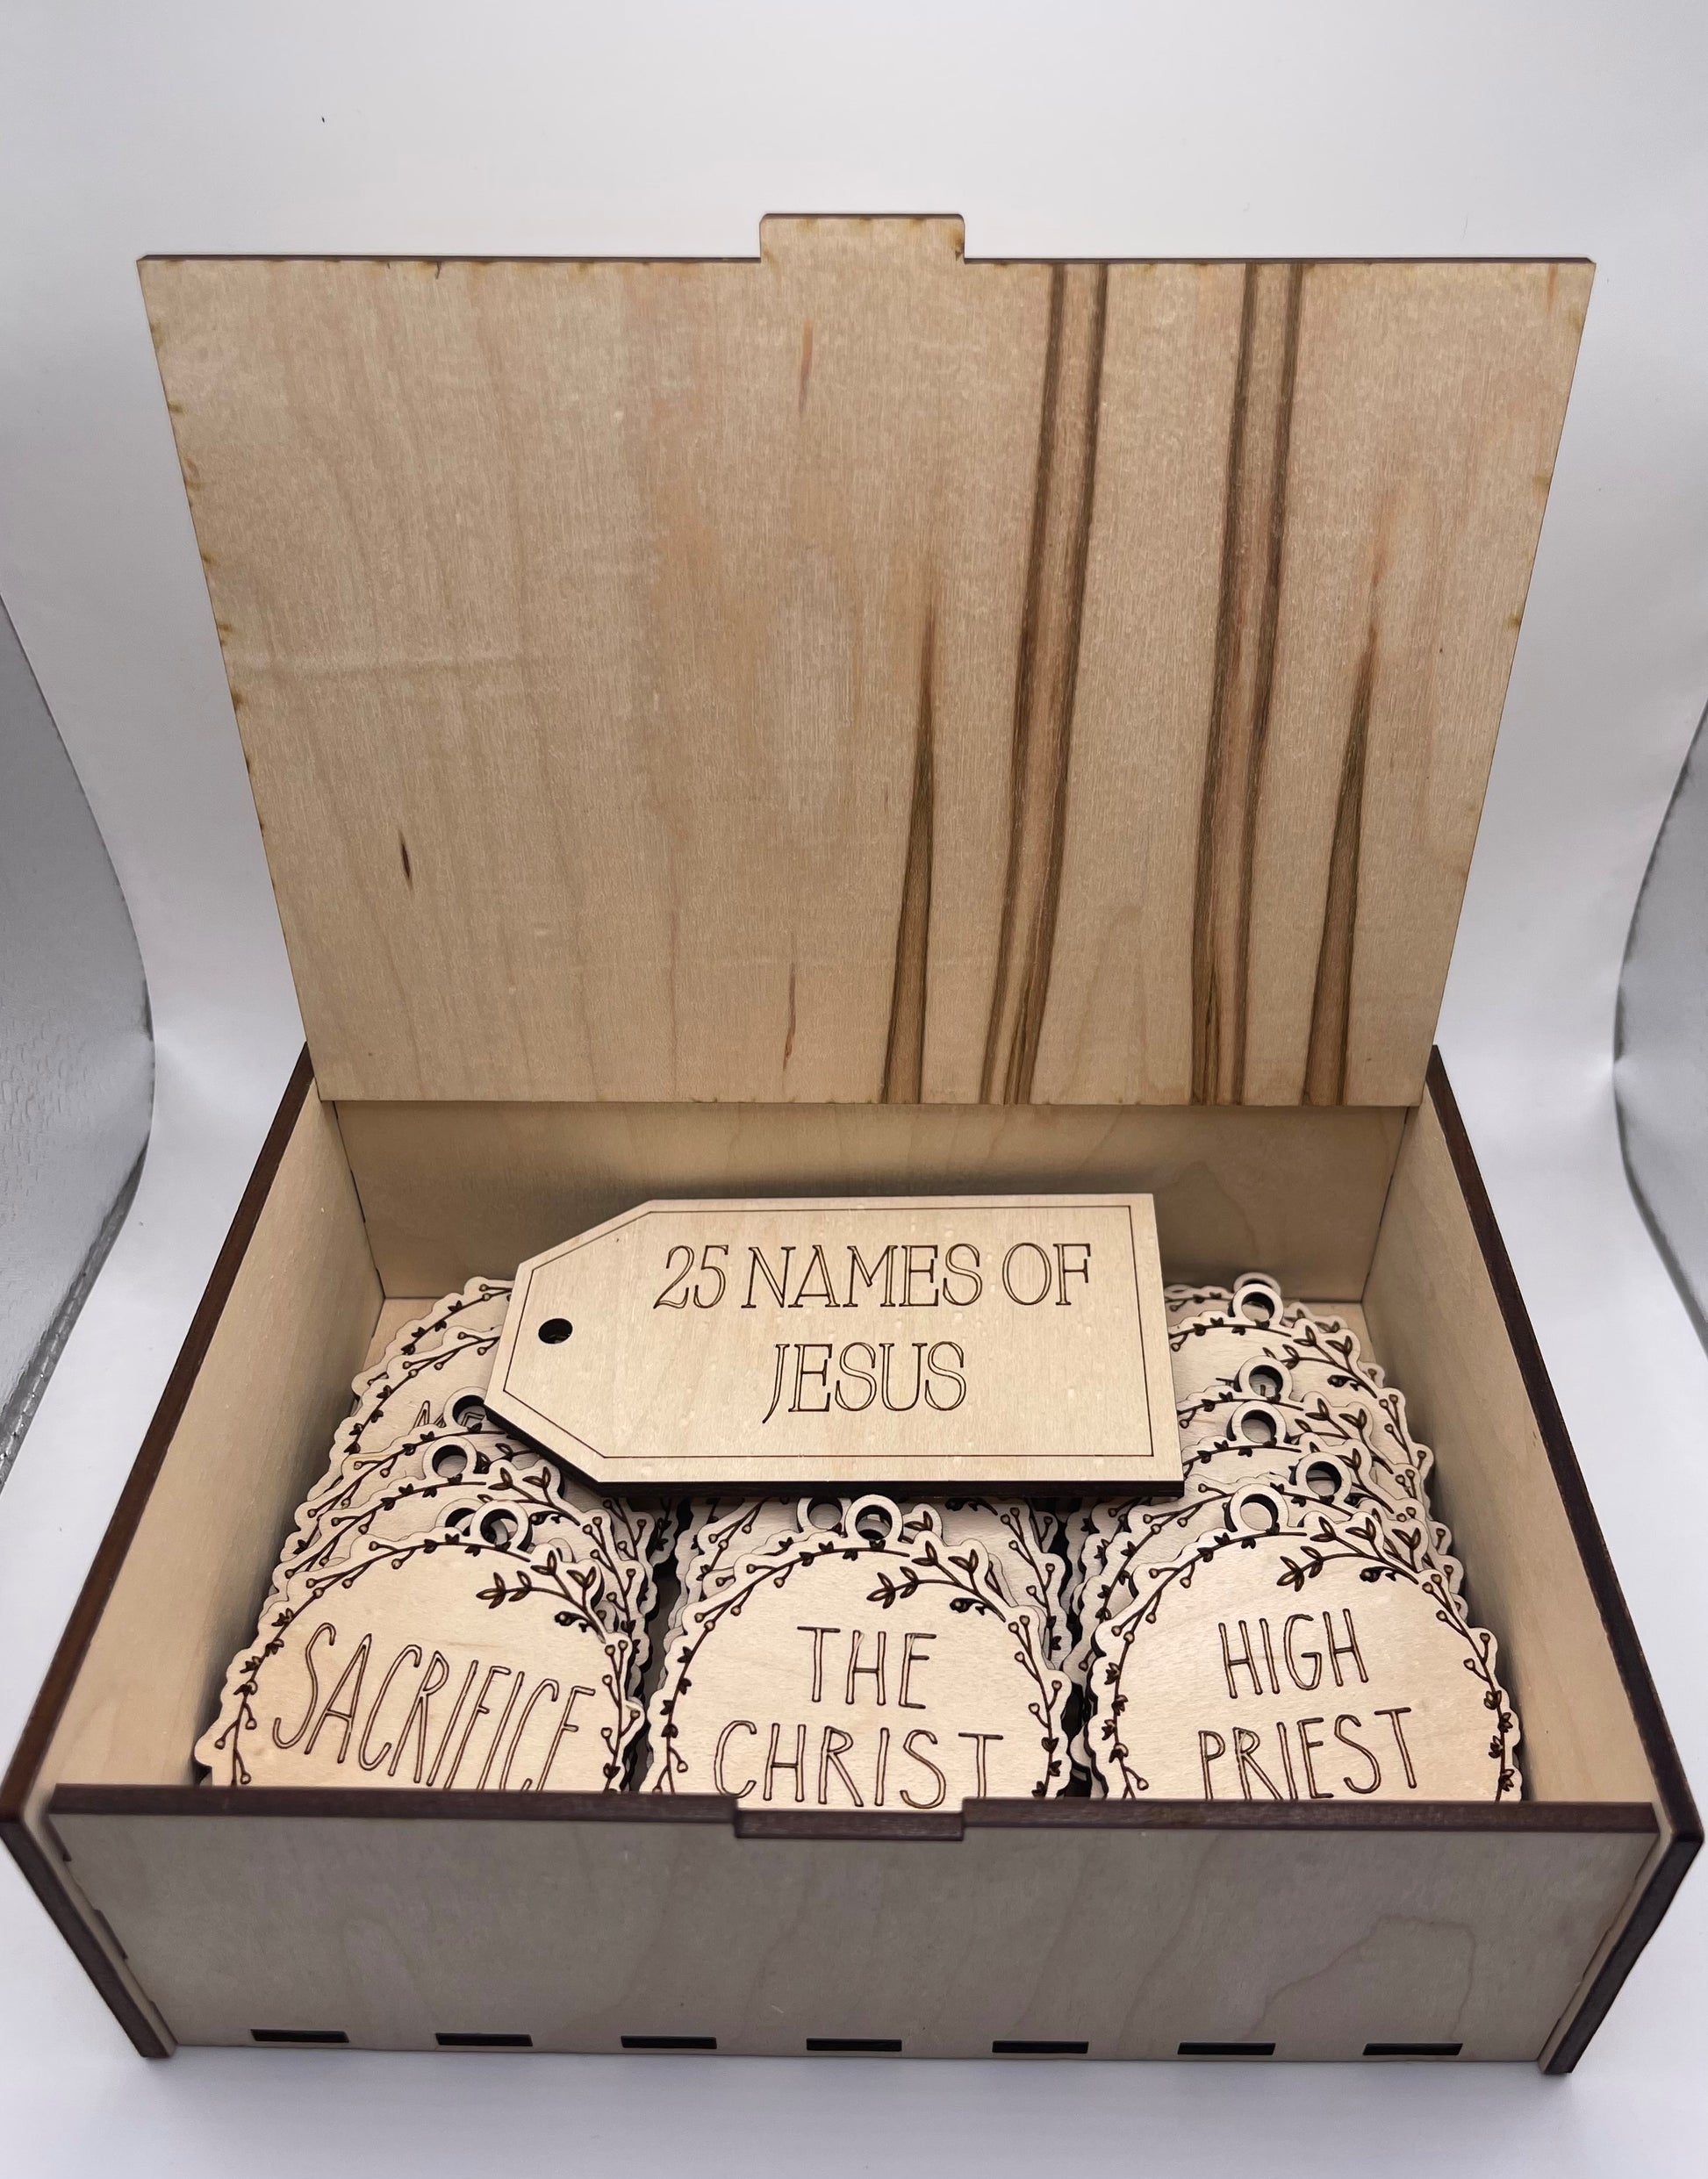 25 NAMES OF
JESUS
SACRIFICE
THE
CHRIST
HIGH
PRIEST